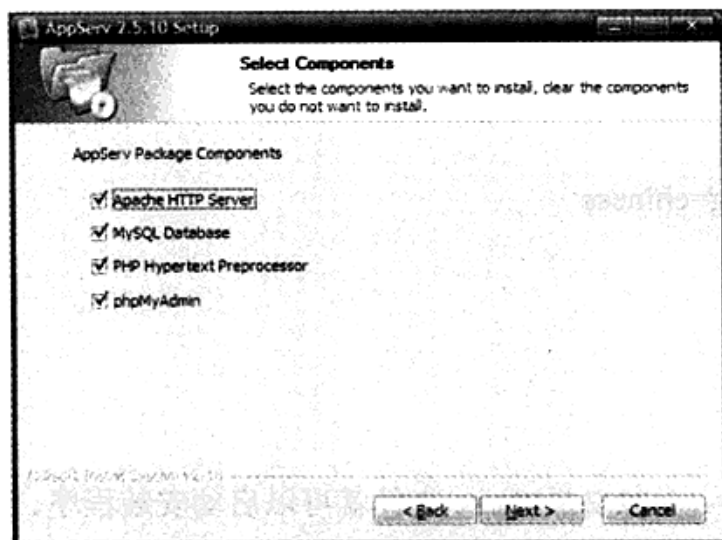 AppServ 2.5.10 Setup
Select Components
Select the components you want to install, clear the components
you do not want to install.
AppServ Package Components
Apache HTTP Server
MySQL Database
PHP Hypertext Preprocessor
phpMyAdmin
< Back
Next >
Cancel